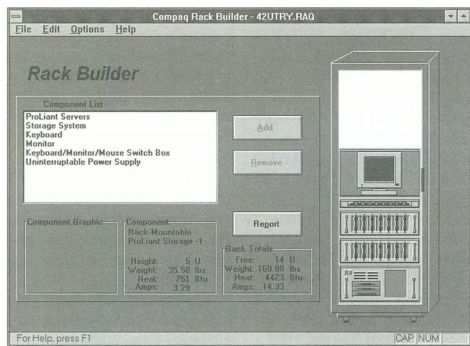 Compaq Rack Builder - 42UTRY.RAQ
File Edit Options Help
Rack Builder
Component List
ProLiant Servers
Storage System
Keyboard
Monitor
Keyboard/Monitor/Mouse Switch Box
Uninterruptable Power Supply
Add
Remove
Report
Component Graphic
Component
Rack-Mountable
ProLiant Storage -1
Height: 5 U
Weight: 35.50 lbs
Heat: 751 Btu
Amps: 3.29
Rack Totals
Free: 14 U
Weight: 169.00 lbs
Heat: 4423 Btu
Amps: 14.33
For Help, press F1
CAP NUM